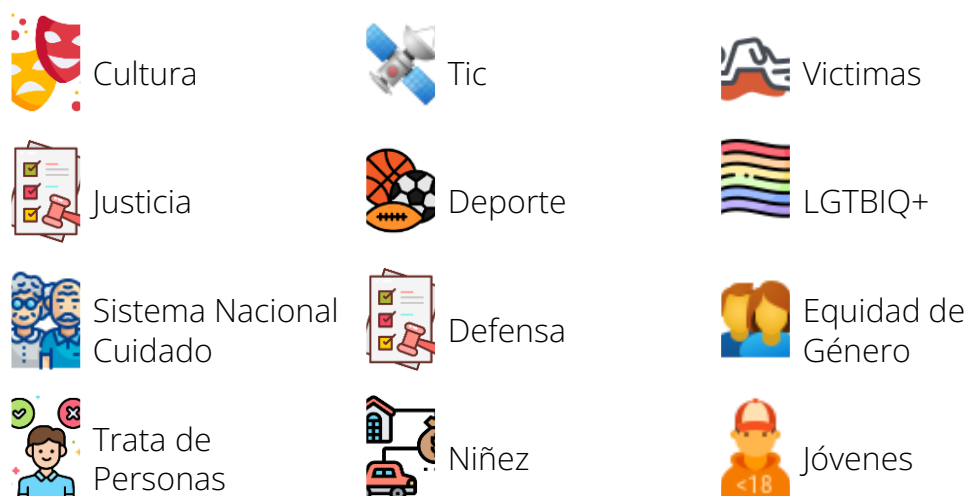 Cultura
Tic
Victimas
Justicia
Deporte
LGTBIQ+
Sistema Nacional
Cuidado
Defensa
Equidad de
Género
Trata de
Personas
Niñez
Jóvenes
<18